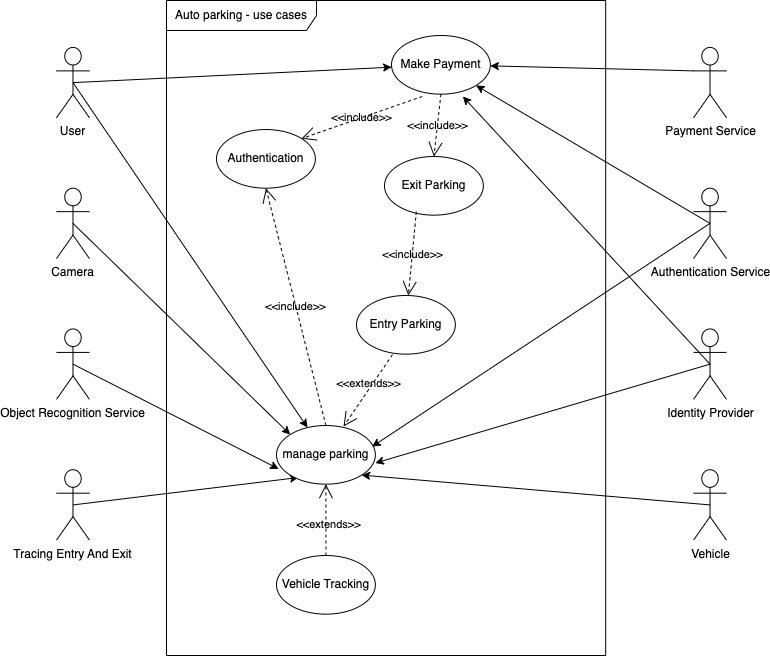 Auto parking - use cases
Make Payment
User
Payment Service
<<include>>
<<include>>
Authentication
Exit Parking
Camera
Authentication Service
<<include>>
<<include>>
Entry Parking
<<extends>>
Object Recognition Service
Identity Provider
manage parking
<<extends>>
Tracing Entry And Exit
Vehicle
Vehicle Tracking